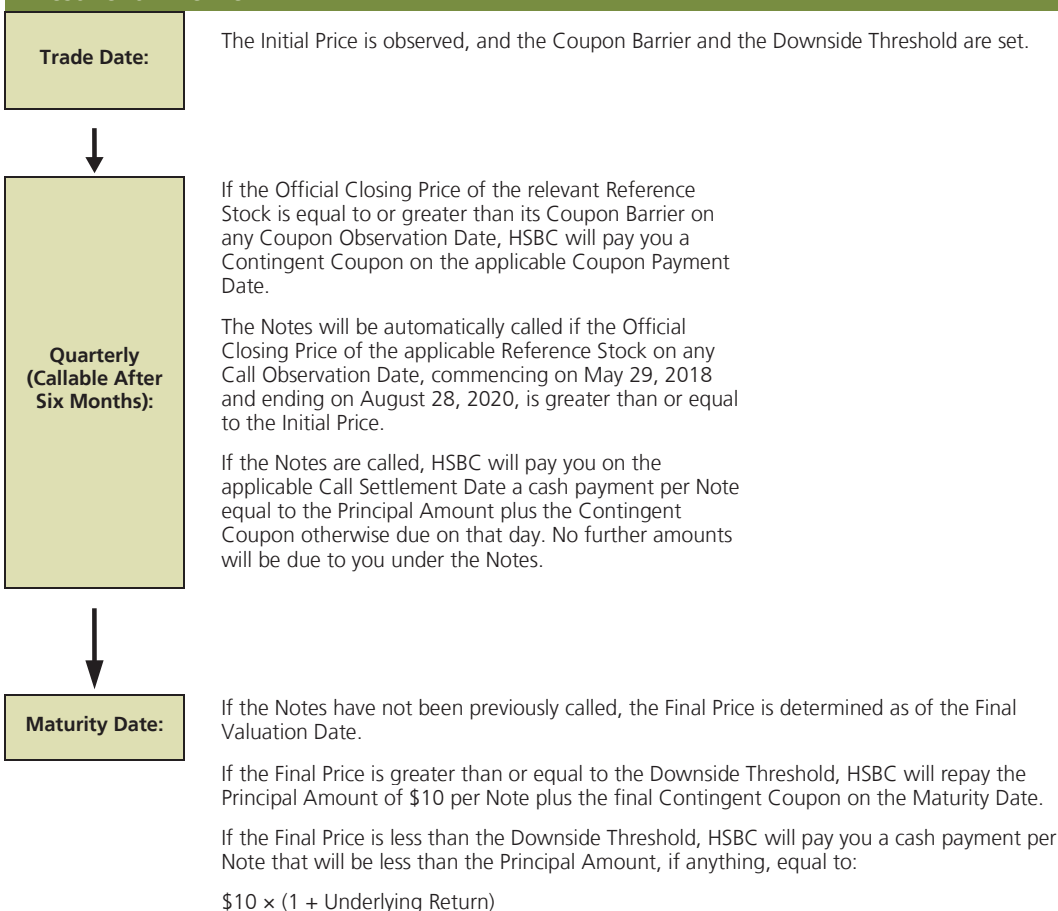 Trade Date:
The Initial Price is observed, and the Coupon Barrier and the Downside Threshold are set.
Quarterly
(Callable After
Six Months):
If the Official Closing Price of the relevant Reference
Stock is equal to or greater than its Coupon Barrier on
any Coupon Observation Date, HSBC will pay you a
Contingent Coupon on the applicable Coupon Payment
Date.
The Notes will be automatically called if the Official
Closing Price of the applicable Reference Stock on any
Call Observation Date, commencing on May 29, 2018
and ending on August 28, 2020, is greater than or equal
to the Initial Price.
If the Notes are called, HSBC will pay you on the
applicable Call Settlement Date a cash payment per Note
equal to the Principal Amount plus the Contingent
Coupon otherwise due on that day. No further amounts
will be due to you under the Notes.
Maturity Date:
If the Notes have not been previously called, the Final Price is determined as of the Final
Valuation Date.
If the Final Price is greater than or equal to the Downside Threshold, HSBC will repay the
Principal Amount of $10 per Note plus the final Contingent Coupon on the Maturity Date.
If the Final Price is less than the Downside Threshold, HSBC will pay you a cash payment per
Note that will be less than the Principal Amount, if anything, equal to:
$10 × (1 + Underlying Return)